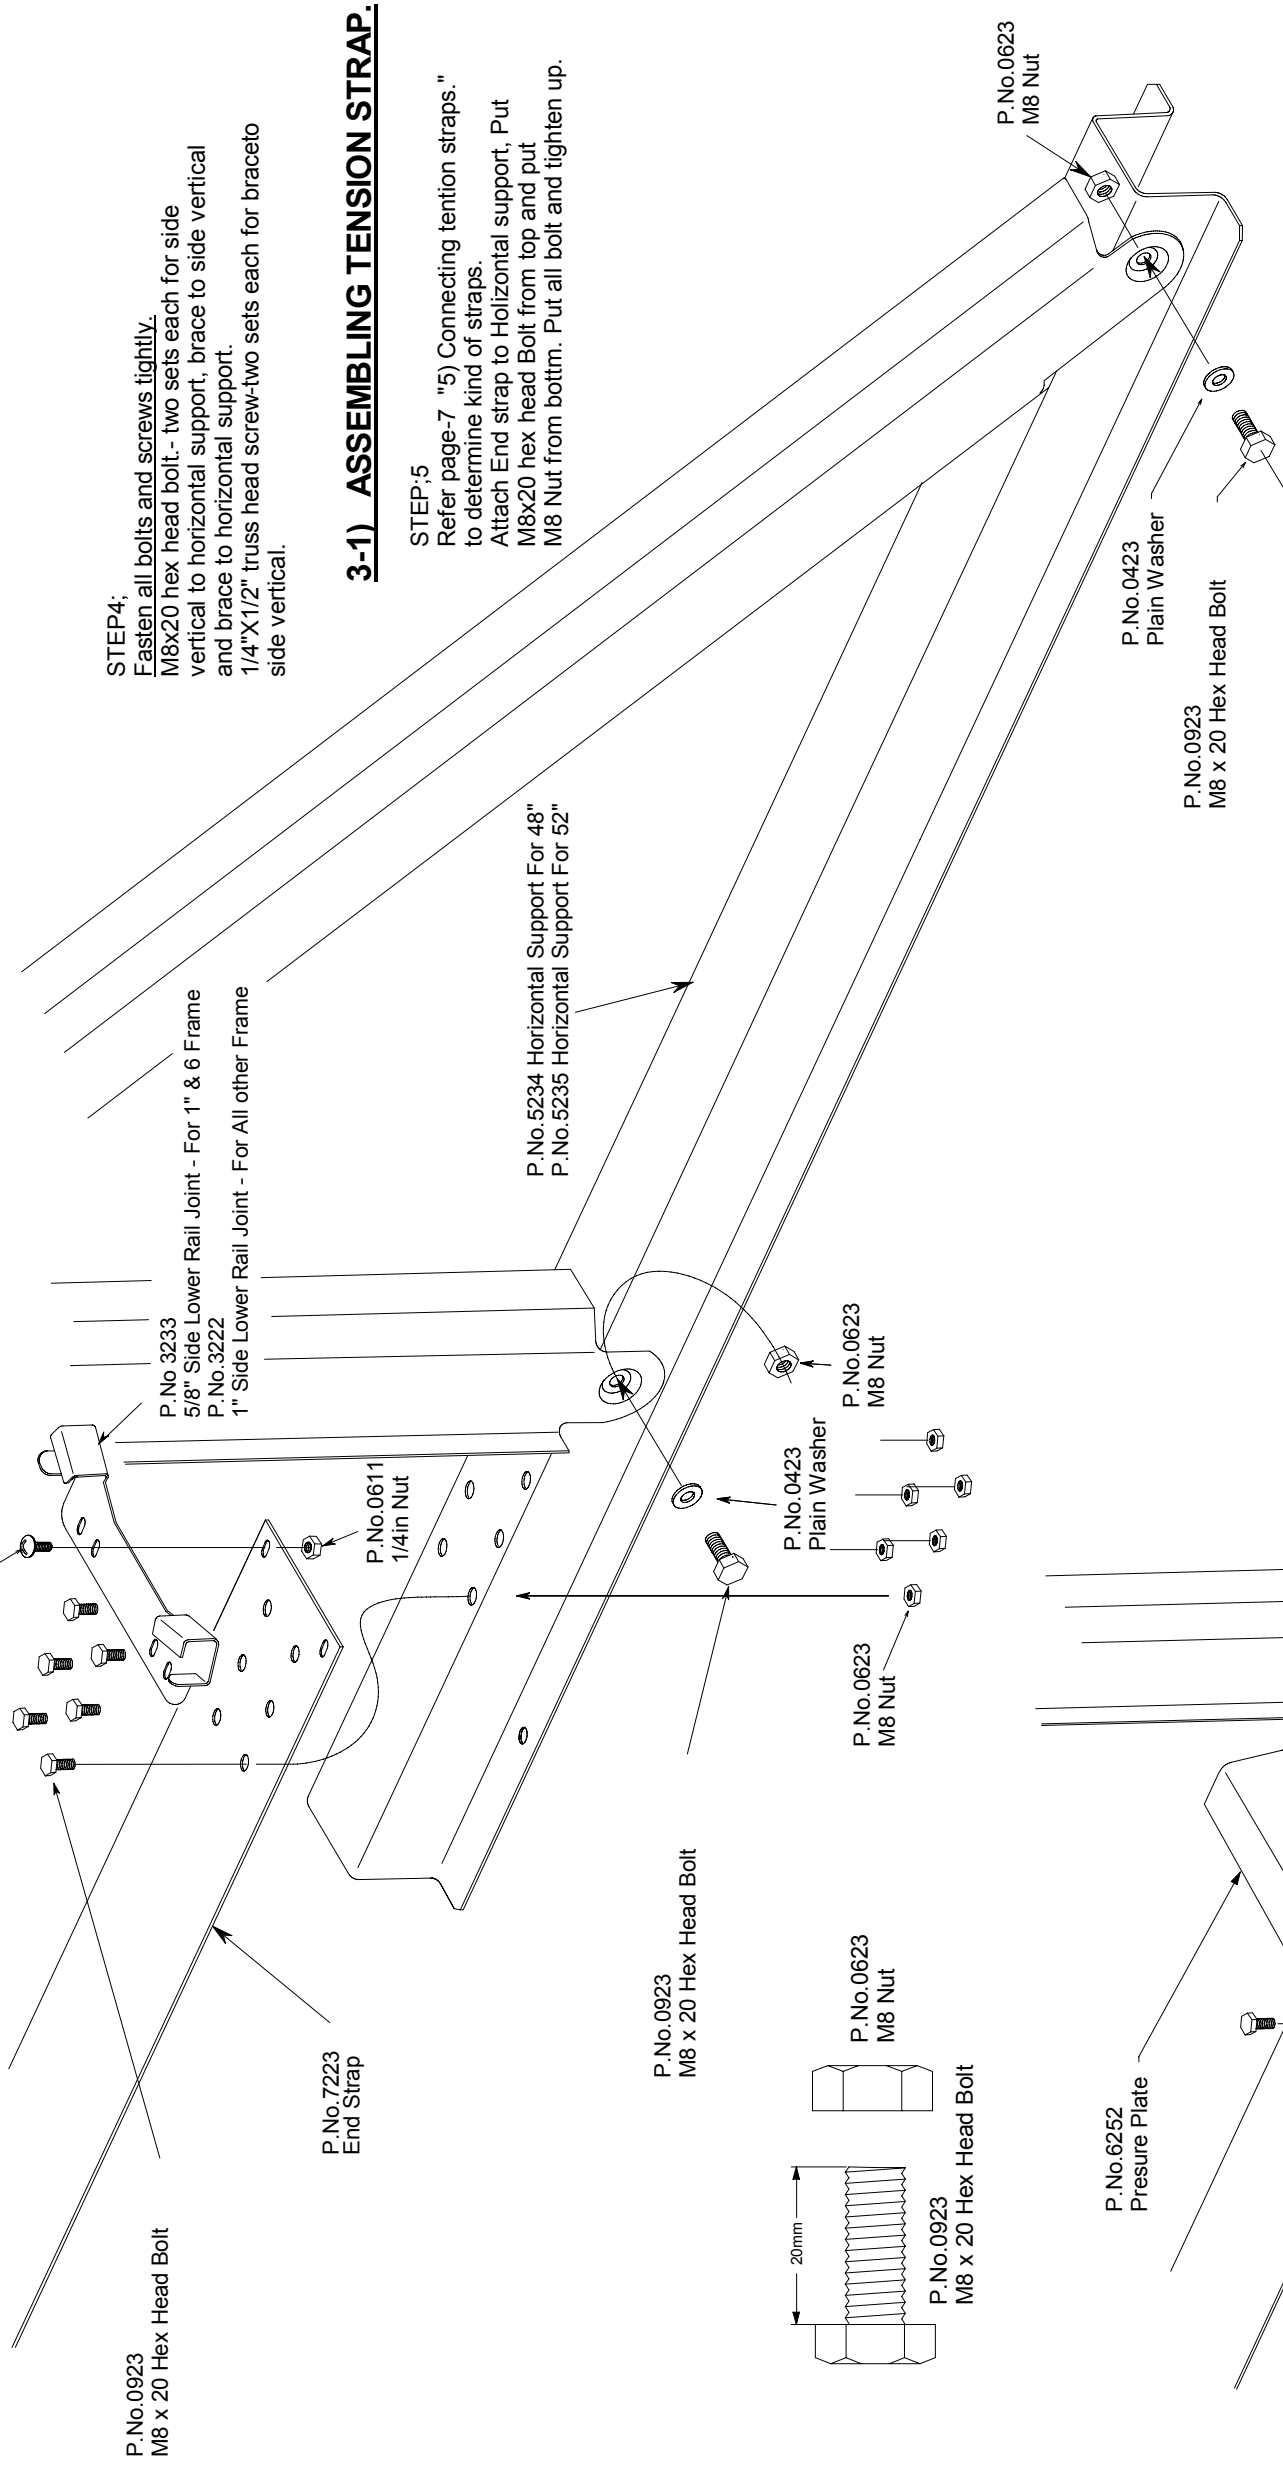 STEP4;
Fasten all bolts and screws tightly.
M8x20 hex head bolt.- two sets each for side
vertical to horizontal support, brace to side vertical
and brace to horizontal support.
1/4"X1/2" truss head screw-two sets each for braceto
side vertical.
3-1) ASSEMBLING TENSION STRAP.
STEP;5
Refer page-7 "5) Connecting tention straps."
to determine kind of straps.
Attach End strap to Holizontal support, Put
M8x20 hex head Bolt from top and put
M8 Nut from bottm. Put all bolt and tighten up.
P.No.0623
M8 Nut
P.No 3233
5/8" Side Lower Rail Joint - For 1" & 6 Frame
P.No.3222
1" Side Lower Rail Joint - For All other Frame
P.No.0611
1/4in Nut
P.No.5234 Horizontal Support For 48"
P.No.5235 Horizontal Support For 52"
P.No.0423
Plain Washer
P.No.0923
M8 x 20 Hex Head Bolt
P.No.0623
M8 Nut
P.No.0423
Plain Washer
P.No.0623
M8 Nut
P.No.0923
M8 x 20 Hex Head Bolt
P.No.7223
End Strap
P.No.0923
M8 x 20 Hex Head Bolt
P.No.0623
M8 Nut
20mm
P.No.0923
M8 x 20 Hex Head Bolt
P.No.6252
Presure Plate